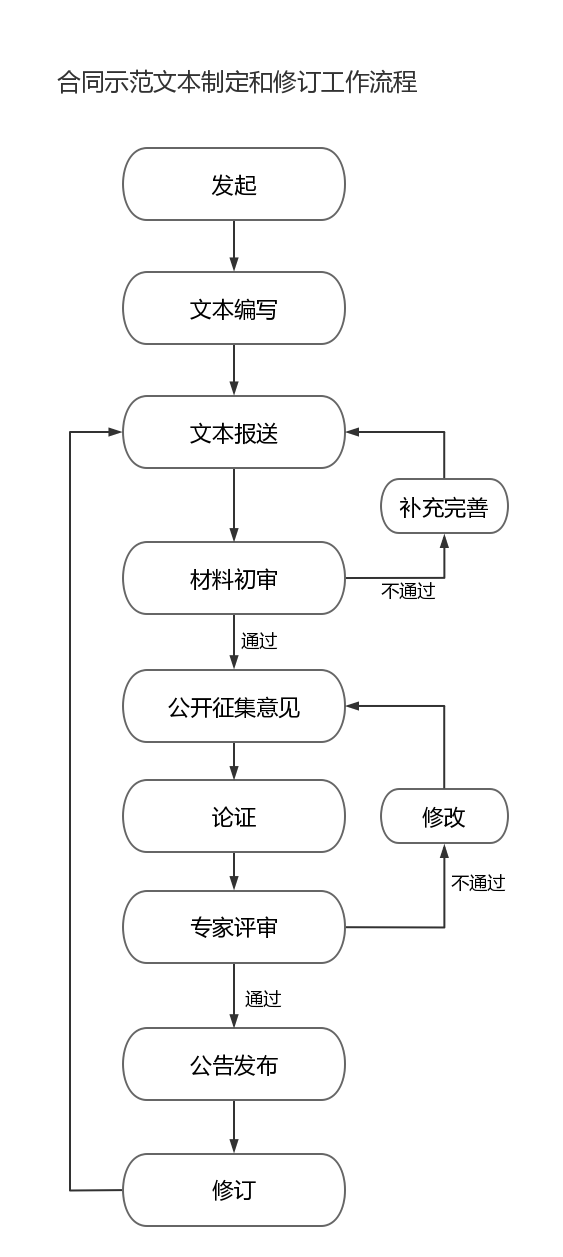 合同示范文本制定和修订工作流程
发起
文本编写
文本报送
补充完善
材料初审
不通过
通过
公开征集意见
论证
修改
不通过
专家评审
通过
公告发布
修订